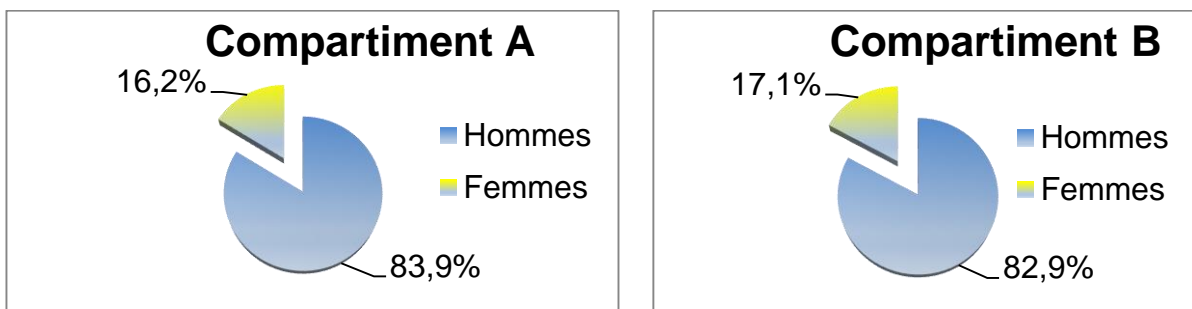 Compartiment A
16,2%
Hommes
Femmes
83,9%
Compartiment B
17,1%
Hommes
Femmes
82,9%